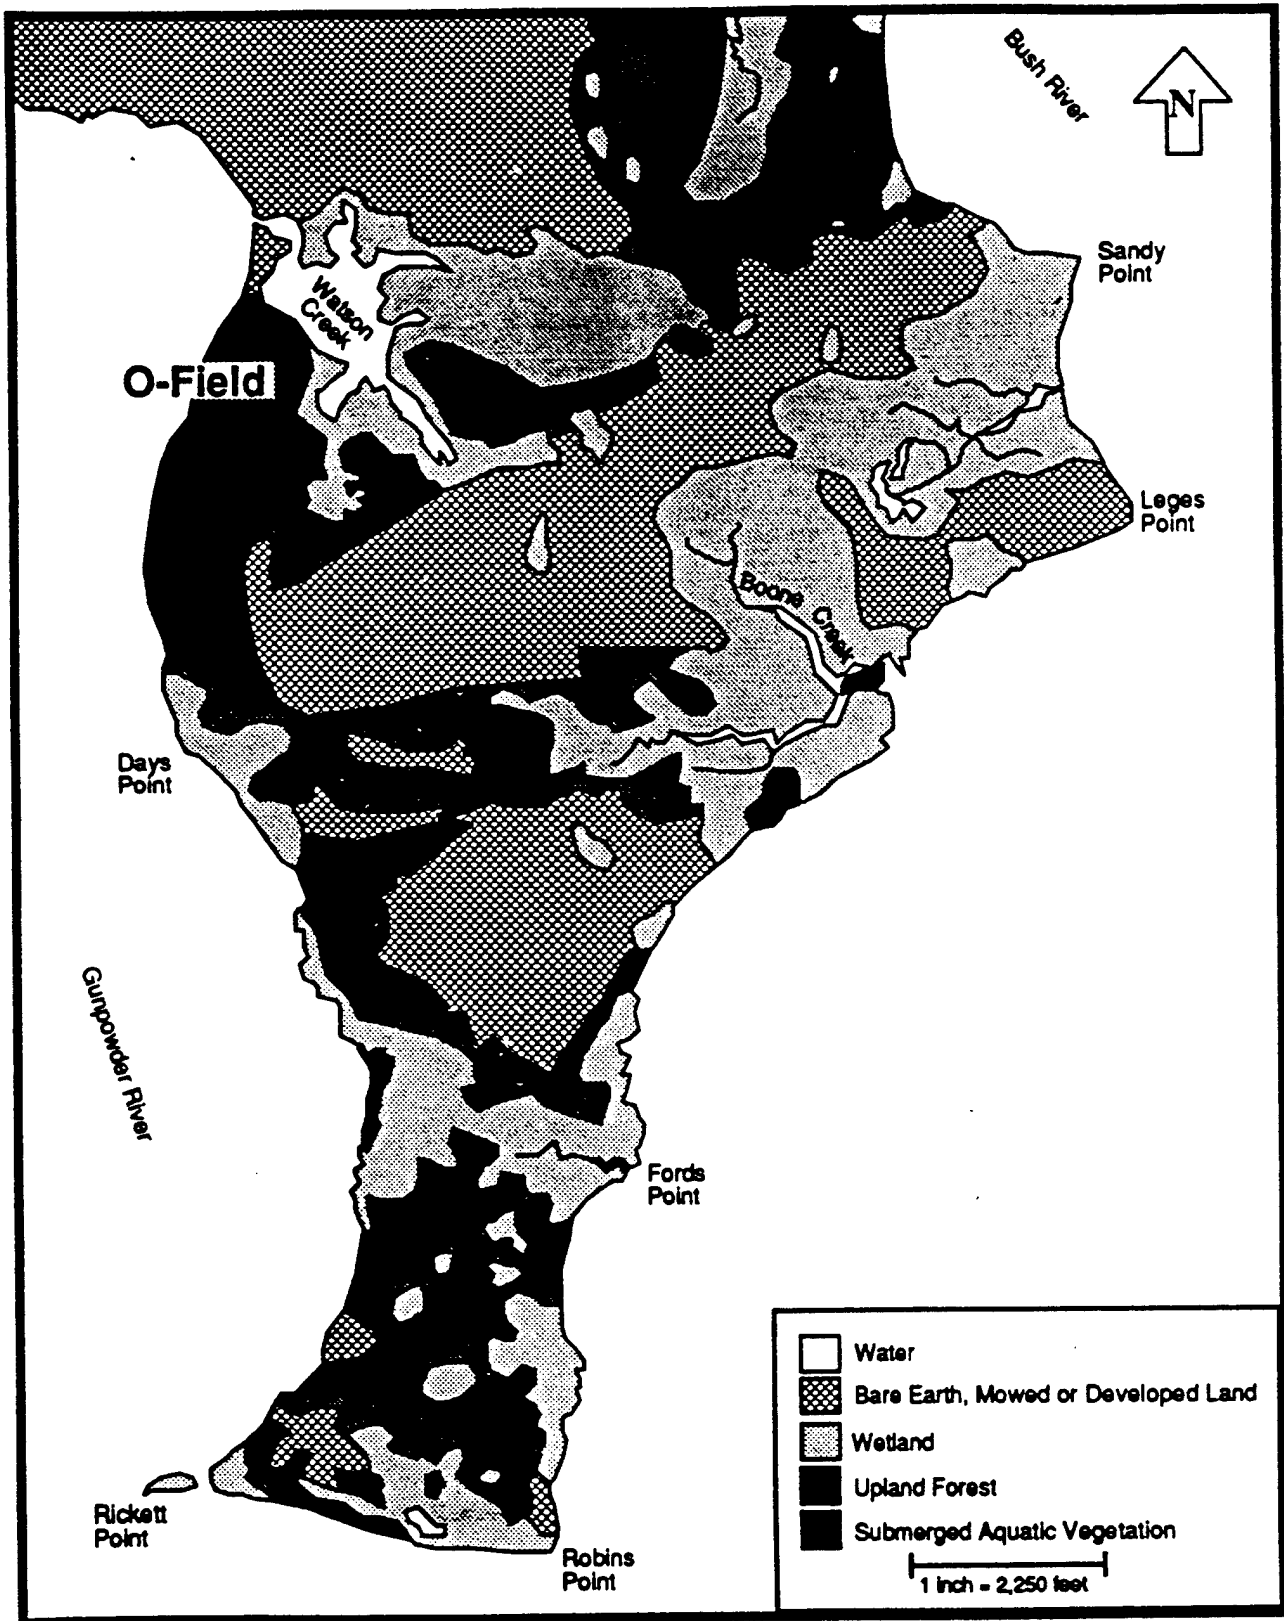 Bush River
N
Sandy
Point
Watson
Creek
O-Field
Leges
Point
Boone Creek
Days
Point
Gunpowder River
Fords
Point
Rickett
Point
Robins
Point
Water
Bare Earth, Mowed or Developed Land
Wetland
Upland Forest
Submerged Aquatic Vegetation
1 inch = 2,250 feet